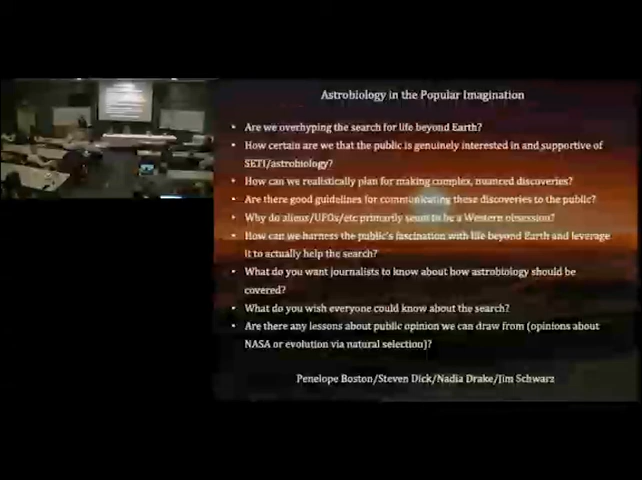 Astrobiology in the Popular Imagination
• Are we overhyping the search for life beyond Earth?
• How certain are we that the public is genuinely interested in and supportive of
SETI/astrobiology?
• How can we realistically plan for making complex, nuanced discoveries?
• Are there good guidelines for communicating these discoveries to the public?
• Why do aliens/UFOs/etc primarily seem to be a Western obsession?
• How can we harness the public's fascination with life beyond Earth and leverage
it to actually help the search?
• What do you want journalists to know about how astrobiology should be
covered?
• What do you wish everyone could know about the search?
• Are there any lessons about public opinion we can draw from (opinions about
NASA or evolution via natural selection)?
Penelope Boston/Steven Dick/Nadia Drake/Jim Schwarz